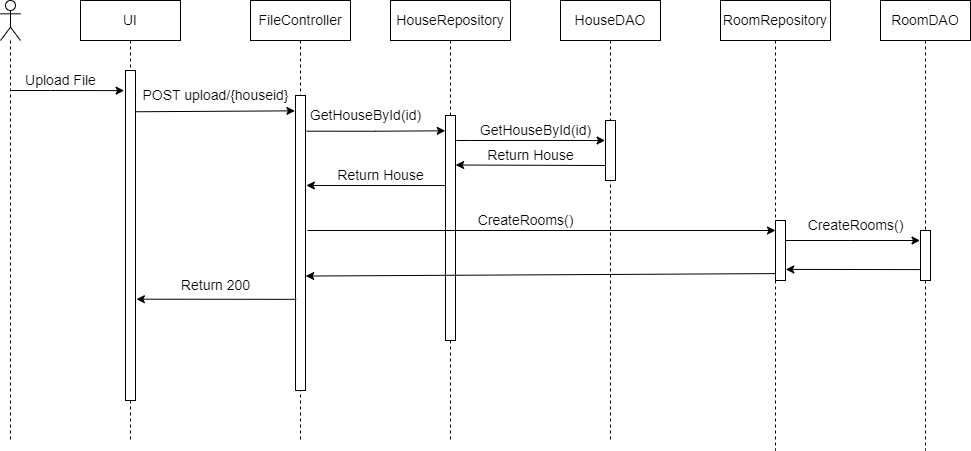 UI
FileController
HouseRepository
HouseDAO
RoomRepository
RoomDAO
Upload File
POST upload/{houseid}
GetHouseById(id)
GetHouseById(id)
Return House
Return House
CreateRooms()
CreateRooms()
Return 200